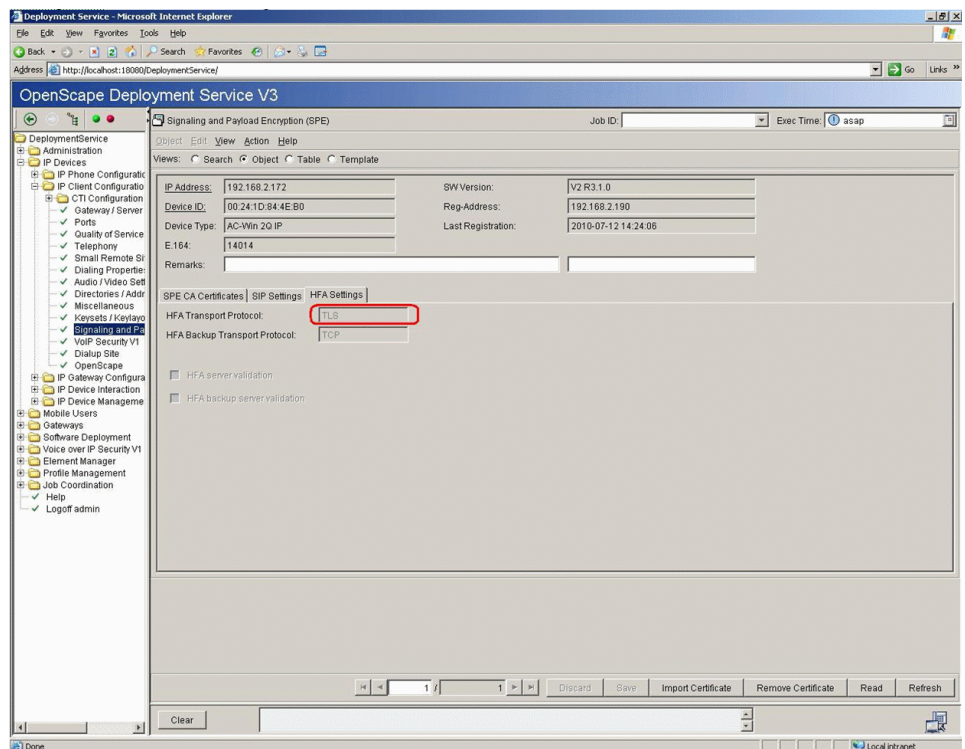 Deployment Service - Microsoft Internet Explorer
File Edit View Favorites Tools Help
Back Search Favorites
Address http://localhost:18080/DeploymentService/ Go Links »
OpenScape Deployment Service V3
Signaling and Payload Encryption (SPE) Job ID: Exec Time: asap
Object Edit View Action Help
Views: Search Object Table Template
DeploymentService
Administration
IP Devices
IP Phone Configuratic
IP Client Configuratio
CTI Configuration
Gateway / Server
Ports
Quality of Service
Telephony
Small Remote Si
Dialing Propertie
Audio / Video Sett
Directories / Addr
Miscellaneous
Keysets / Keylayo
Signaling and Pa
VoIP Security V1
Dialup Site
OpenScape
IP Gateway Configura
IP Device Interaction
IP Device Manageme
Mobile Users
Gateways
Software Deployment
Voice over IP Security V1
Element Manager
Profile Management
Job Coordination
Help
Logoff admin
IP Address: 192.168.2.172 SW Version: V2 R3.1.0
Device ID: 00:24:1D:84:4E:B0 Reg-Address: 192.168.2.190
Device Type: AC-Win 2Q IP Last Registration: 2010-07-12 14:24:06
E.164: 14014
Remarks:
SPE CA Certificates SIP Settings HFA Settings
HFA Transport Protocol: TLS
HFA Backup Transport Protocol: TCP
HFA server validation
HFA backup server validation
1 / 1 Discard Save Import Certificate Remove Certificate Read Refresh
Clear
Done Local intranet